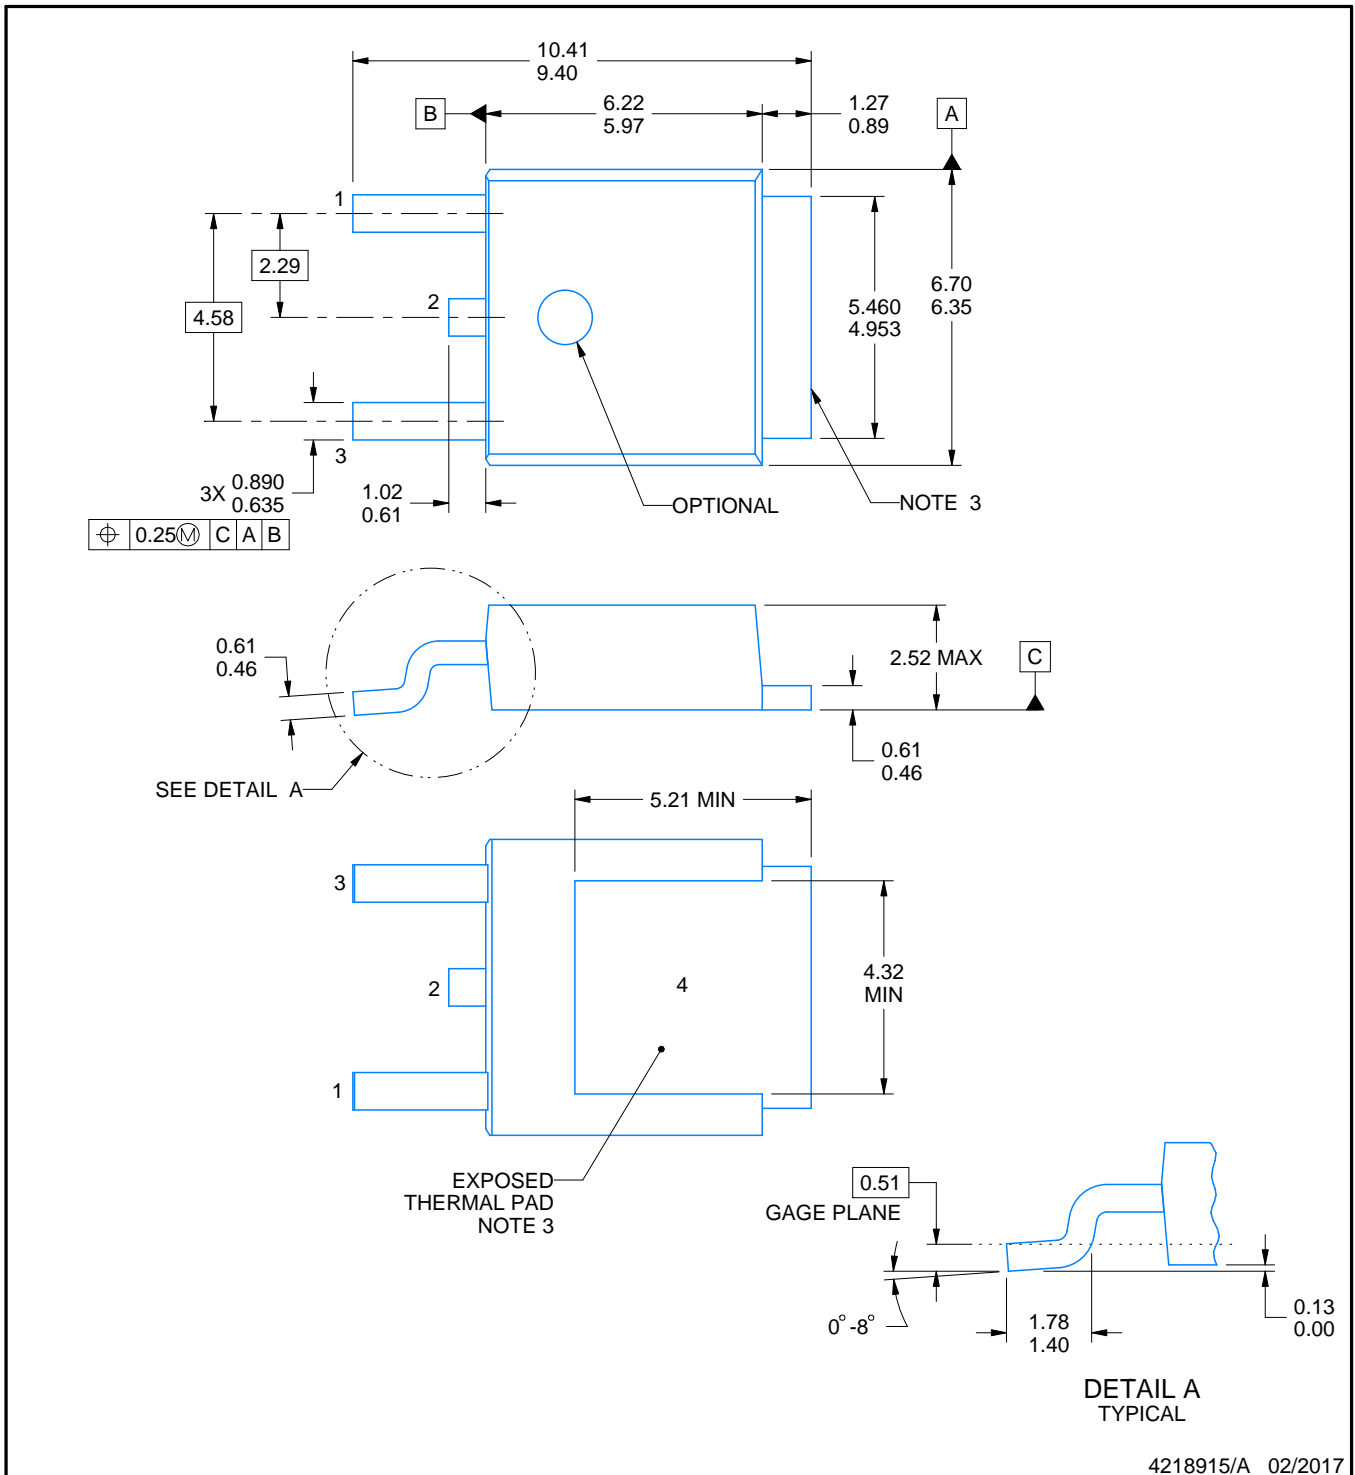 10.41
9.40
B
6.22
5.97
1.27
0.89
A
1
2.29
2
4.58
5.460
4.953
6.70
6.35
3
3X 0.890
0.635
1.02
0.61
OPTIONAL
NOTE 3
⌖ 0.25Ⓜ C A B
0.61
0.46
2.52 MAX
C
0.61
0.46
SEE DETAIL A
5.21 MIN
3
2
4
4.32
MIN
1
EXPOSED
THERMAL PAD
NOTE 3
0.51
GAGE PLANE
0°-8°
1.78
1.40
0.13
0.00
DETAIL A
TYPICAL
4218915/A 02/2017